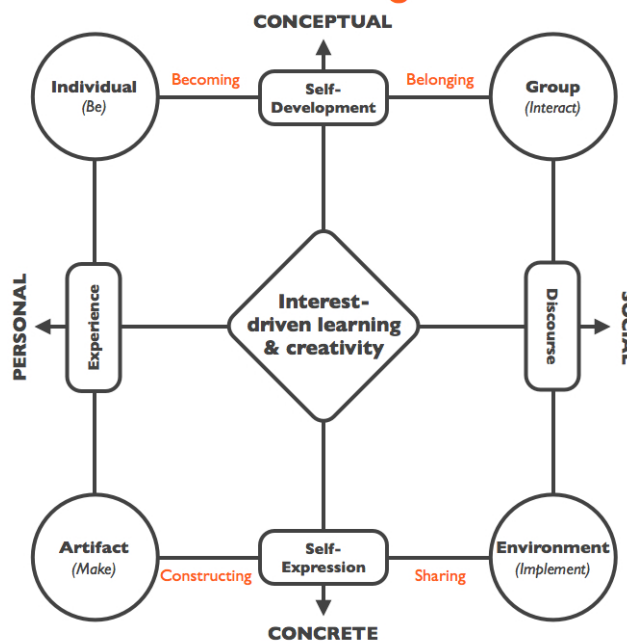 CONCEPTUAL
Individual
(Be)
Becoming
Self-
Development
Belonging
Group
(Interact)
PERSONAL
Experience
Interest-
driven learning
& creativity
Discourse
SOCIAL
Artifact
(Make)
Constructing
Self-
Expression
Sharing
Environment
(Implement)
CONCRETE